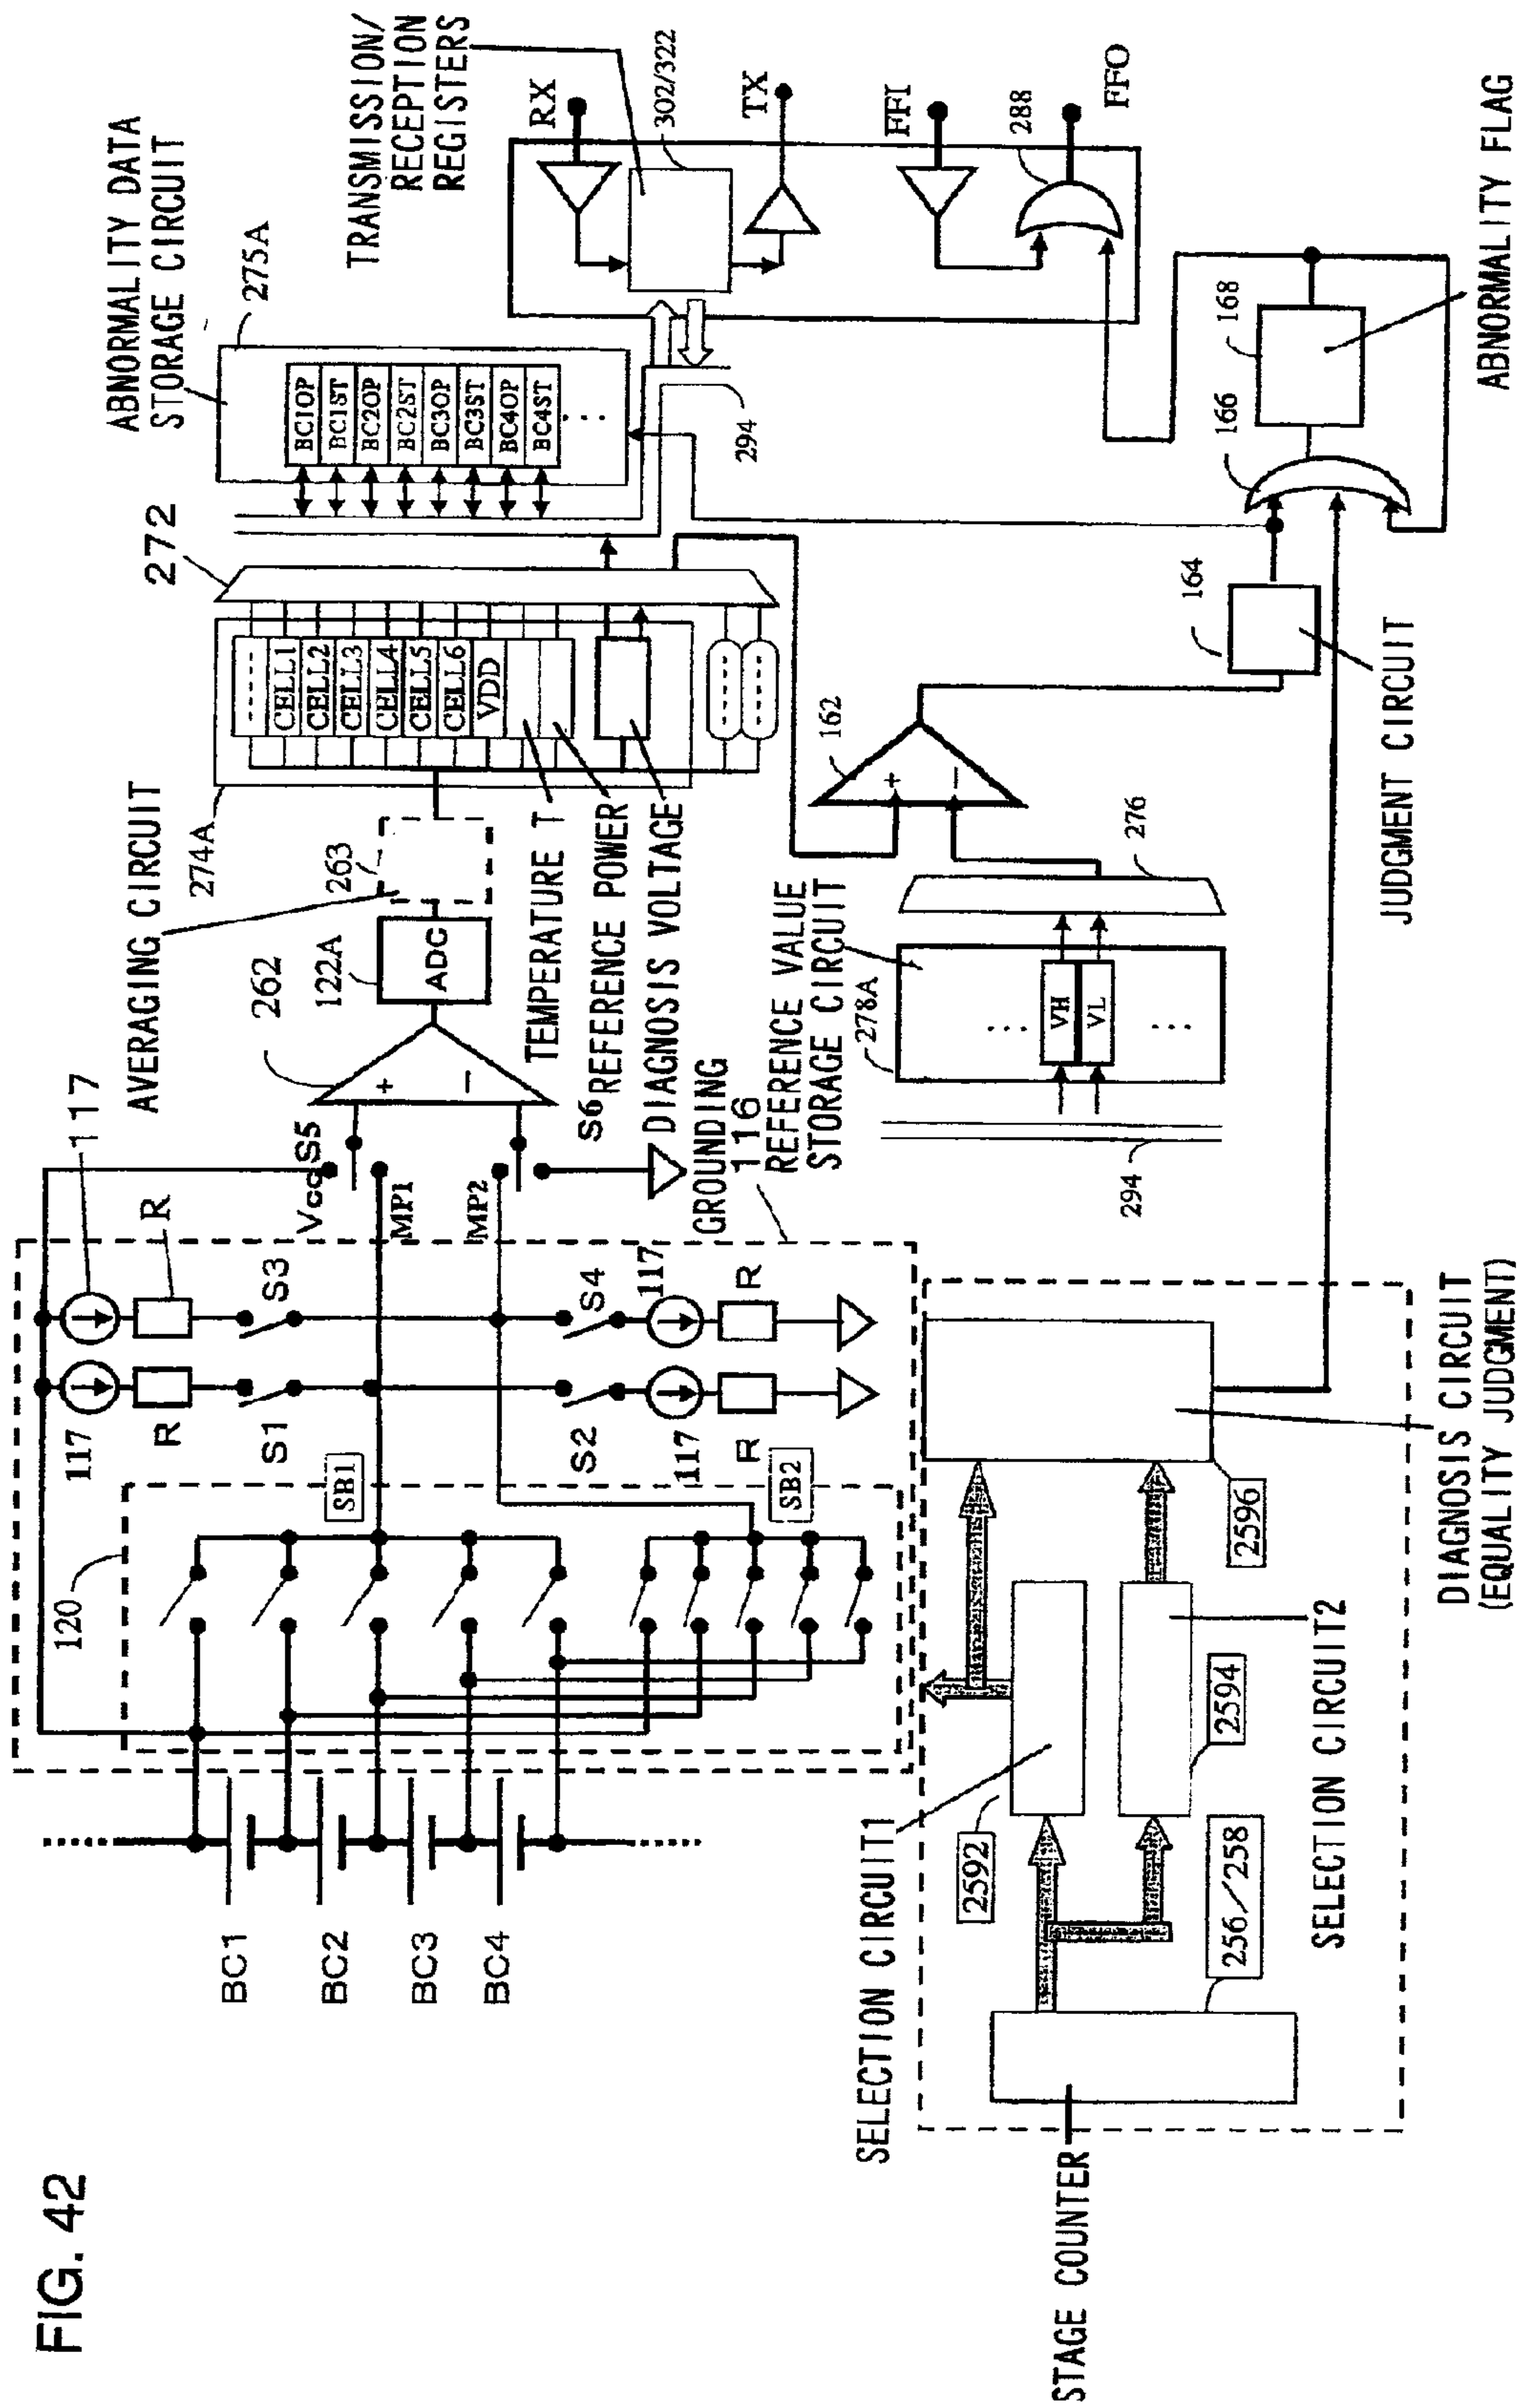 FIG. 42
BC1
BC2
BC3
BC4
120
SB1
SB2
117
117
R
R
S1
S3
S2
S4
117
117
R
R
Vcc
S5
MP1
MP2
S6
GROUNDING
116
262
122A
ADC
263
AVERAGING CIRCUIT
274A
-----
CELL1
CELL2
CELL3
CELL4
CELL5
CELL6
VDD
-----
-----
TEMPERATURE T
REFERENCE POWER
DIAGNOSIS VOLTAGE
272
ABNORMALITY DATA
STORAGE CIRCUIT
275A
BC1OP
BC1ST
BC2OP
BC2ST
BC3OP
BC3ST
BC4OP
BC4ST
...
294
TRANSMISSION/
RECEPTION
REGISTERS
RX
302/322
TX
FFI
288
FFO
REFERENCE VALUE
STORAGE CIRCUIT
278A
...
VH
VL
...
294
276
162
+
−
+
−
164
JUDGMENT CIRCUIT
166
168
ABNORMALITY FLAG
STAGE COUNTER
256/258
SELECTION CIRCUIT1
2592
2594
SELECTION CIRCUIT2
2596
DIAGNOSIS CIRCUIT
(EQUALITY JUDGMENT)